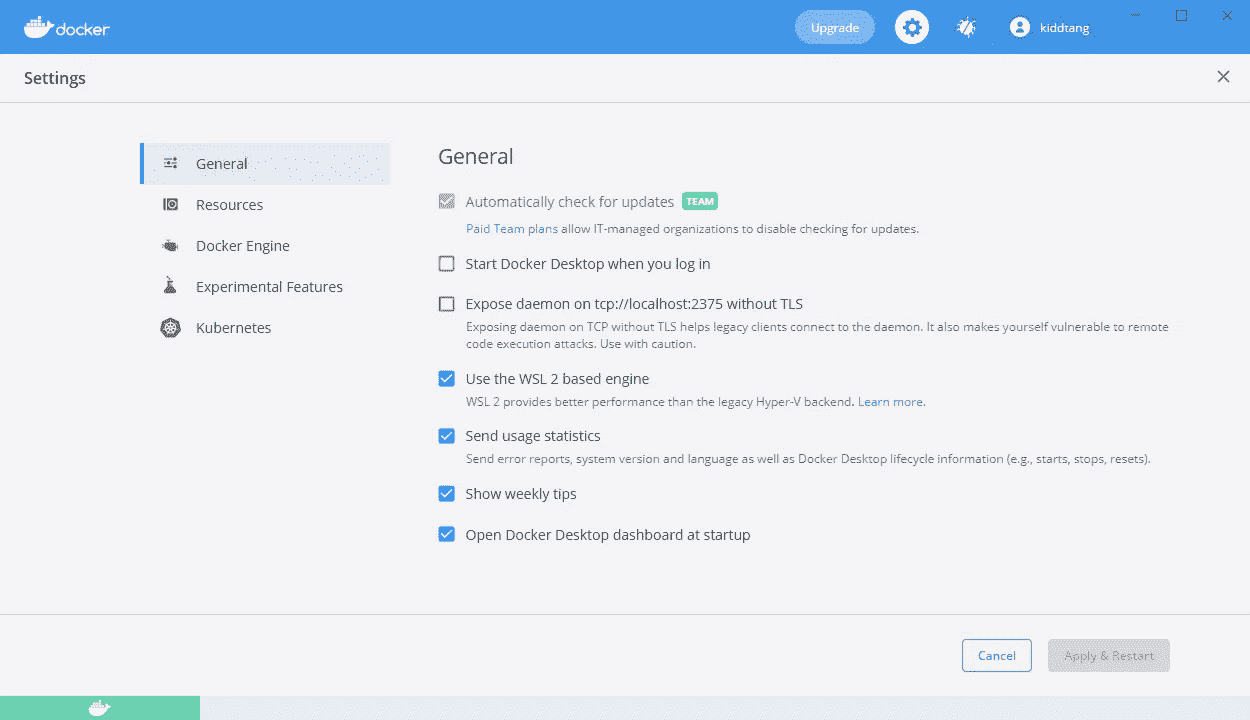 docker
Upgrade
kiddtang
Settings
General
Resources
Docker Engine
Experimental Features
Kubernetes
General
Automatically check for updates TEAM
Paid Team plans allow IT-managed organizations to disable checking for updates.
Start Docker Desktop when you log in
Expose daemon on tcp://localhost:2375 without TLS
Exposing daemon on TCP without TLS helps legacy clients connect to the daemon. It also makes yourself vulnerable to remote
code execution attacks. Use with caution.
Use the WSL 2 based engine
WSL 2 provides better performance than the legacy Hyper-V backend. Learn more.
Send usage statistics
Send error reports, system version and language as well as Docker Desktop lifecycle information (e.g., starts, stops, resets).
Show weekly tips
Open Docker Desktop dashboard at startup
Cancel
Apply & Restart